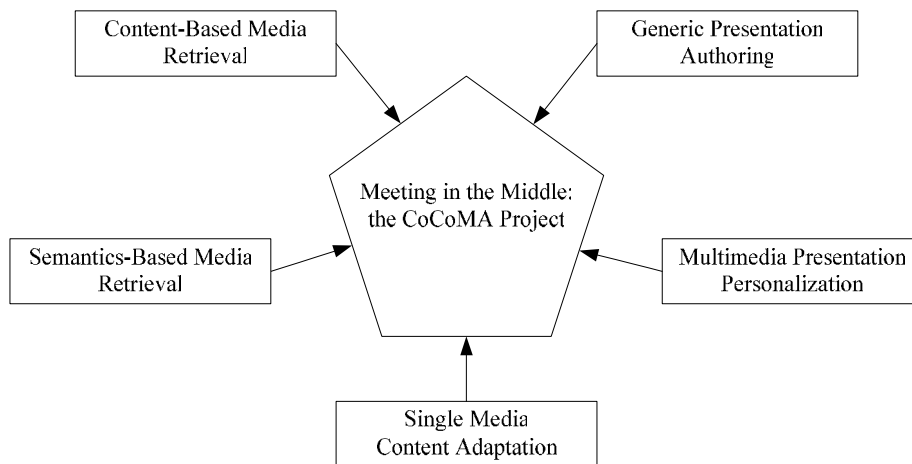 Content-Based Media
Retrieval
Generic Presentation
Authoring
Meeting in the Middle:
the CoCoMA Project
Semantics-Based Media
Retrieval
Multimedia Presentation
Personalization
Single Media
Content Adaptation